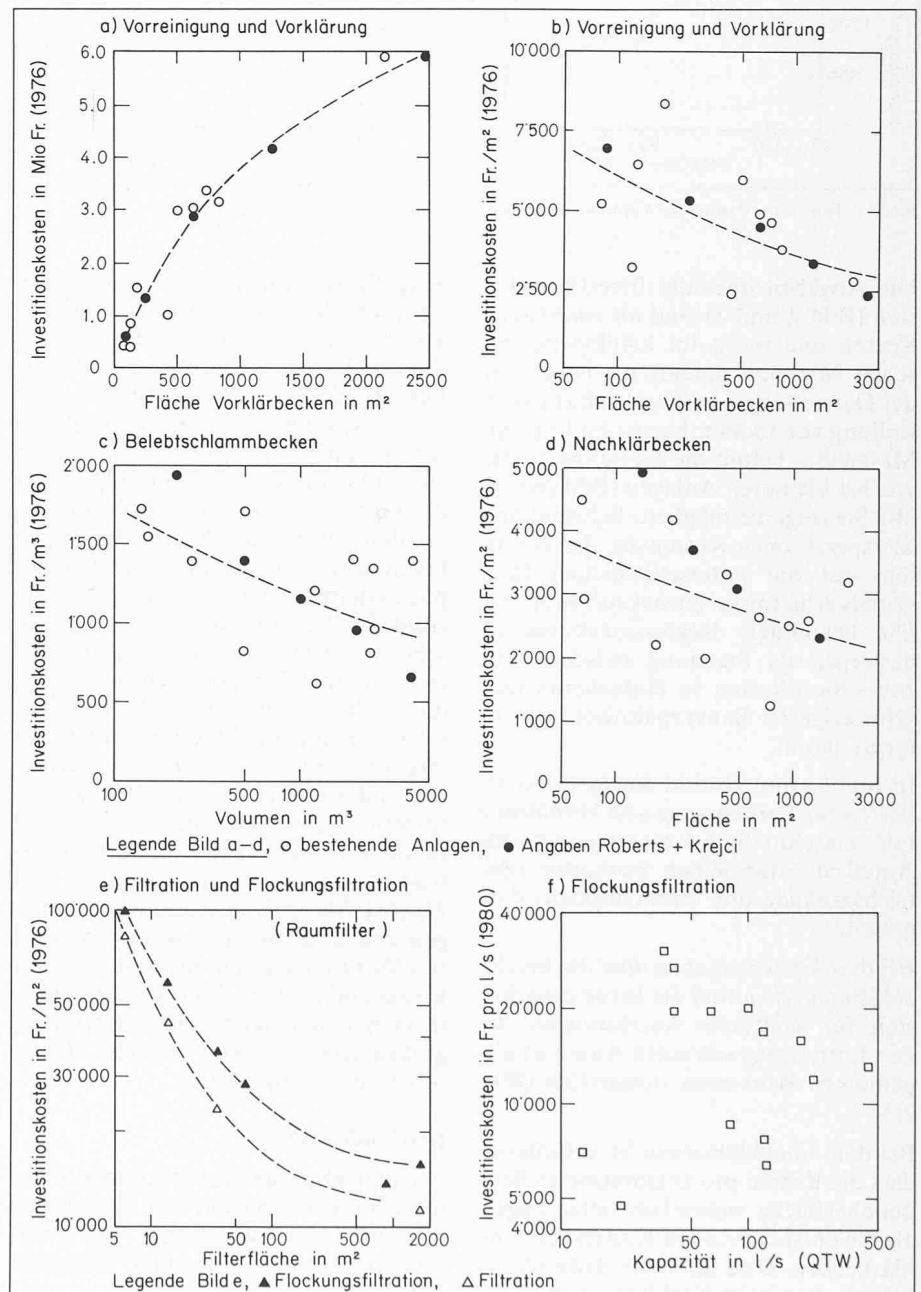 a) Vorreinigung und Vorklärung
Investitionskosten in Mio Fr. (1976)
6.0
5.0
4.0
3.0
2.0
1.0
0
0 500 1000 1500 2000 2500
Fläche Vorklärbecken in m²
b) Vorreinigung und Vorklärung
Investitionskosten in Fr./m² (1976)
10'000
7'500
5'000
2'500
0
50 100 500 1000 3000
Fläche Vorklärbecken in m²
c) Belebtschlammbecken
Investitionskosten in Fr./m³ (1976)
2'000
1500
1000
500
0
100 500 1000 5000
Volumen in m³
d) Nachklärbecken
Investitionskosten in Fr./m² (1976)
5'000
4'000
3'000
2'000
1'000
0
50 100 500 1000 3000
Fläche in m²
Legende Bild a-d, o bestehende Anlagen, ● Angaben Roberts + Krejci
e) Filtration und Flockungsfiltration
(Raumfilter)
Investitionskosten in Fr./m² (1976)
100'000
50'000
30'000
10'000
5 10 50 100 500 1000 2000
Filterfläche in m²
Legende Bild e, ▲ Flockungsfiltration, △ Filtration
f) Flockungsfiltration
Investitionskosten in Fr. pro l/s (1980)
40'000
20'000
10'000
5'000
4'000
10 50 100 500
Kapazität in l/s (QTW)